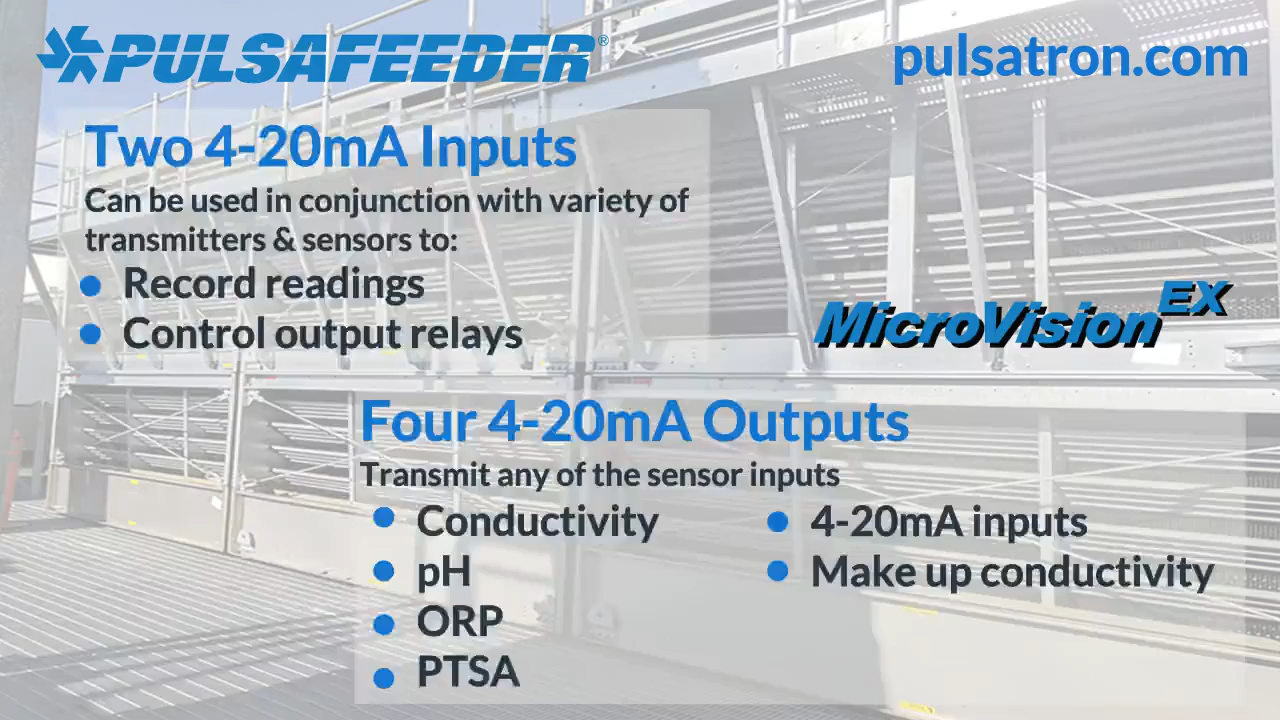 PULSAFEEDER®
pulsatron.com
Two 4-20mA Inputs
Can be used in conjunction with variety of
transmitters & sensors to:
Record readings
Control output relays
MicroVision EX
Four 4-20mA Outputs
Transmit any of the sensor inputs
Conductivity
pH
ORP
PTSA
4-20mA inputs
Make up conductivity